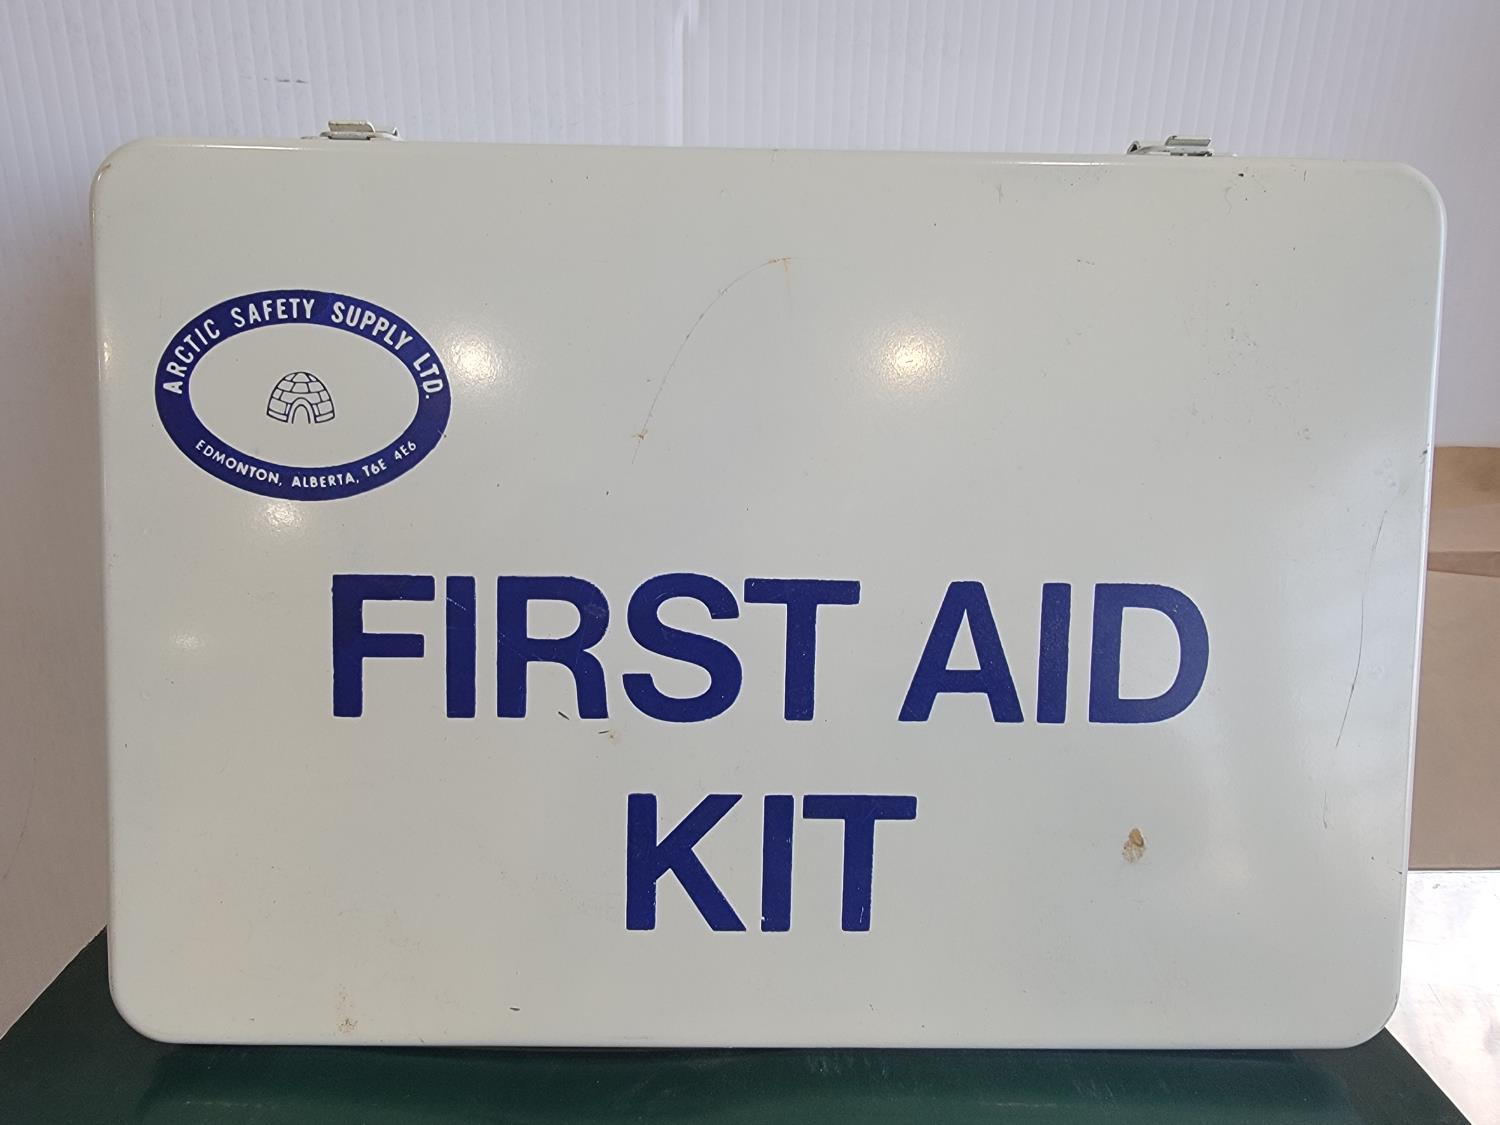 ARCTIC SAFETY SUPPLY LTD.
EDMONTON, ALBERTA, T6E 4E6
FIRST AID
KIT